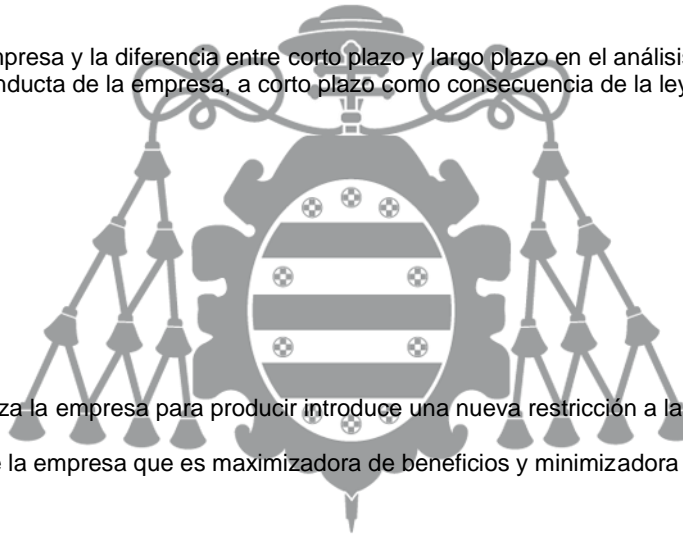 presa y la diferencia entre corto plazo y largo plazo en el análisis
nducta de la empresa, a corto plazo como consecuencia de la ley
za la empresa para producir introduce una nueva restricción a la
la empresa que es maximizadora de beneficios y minimizadora